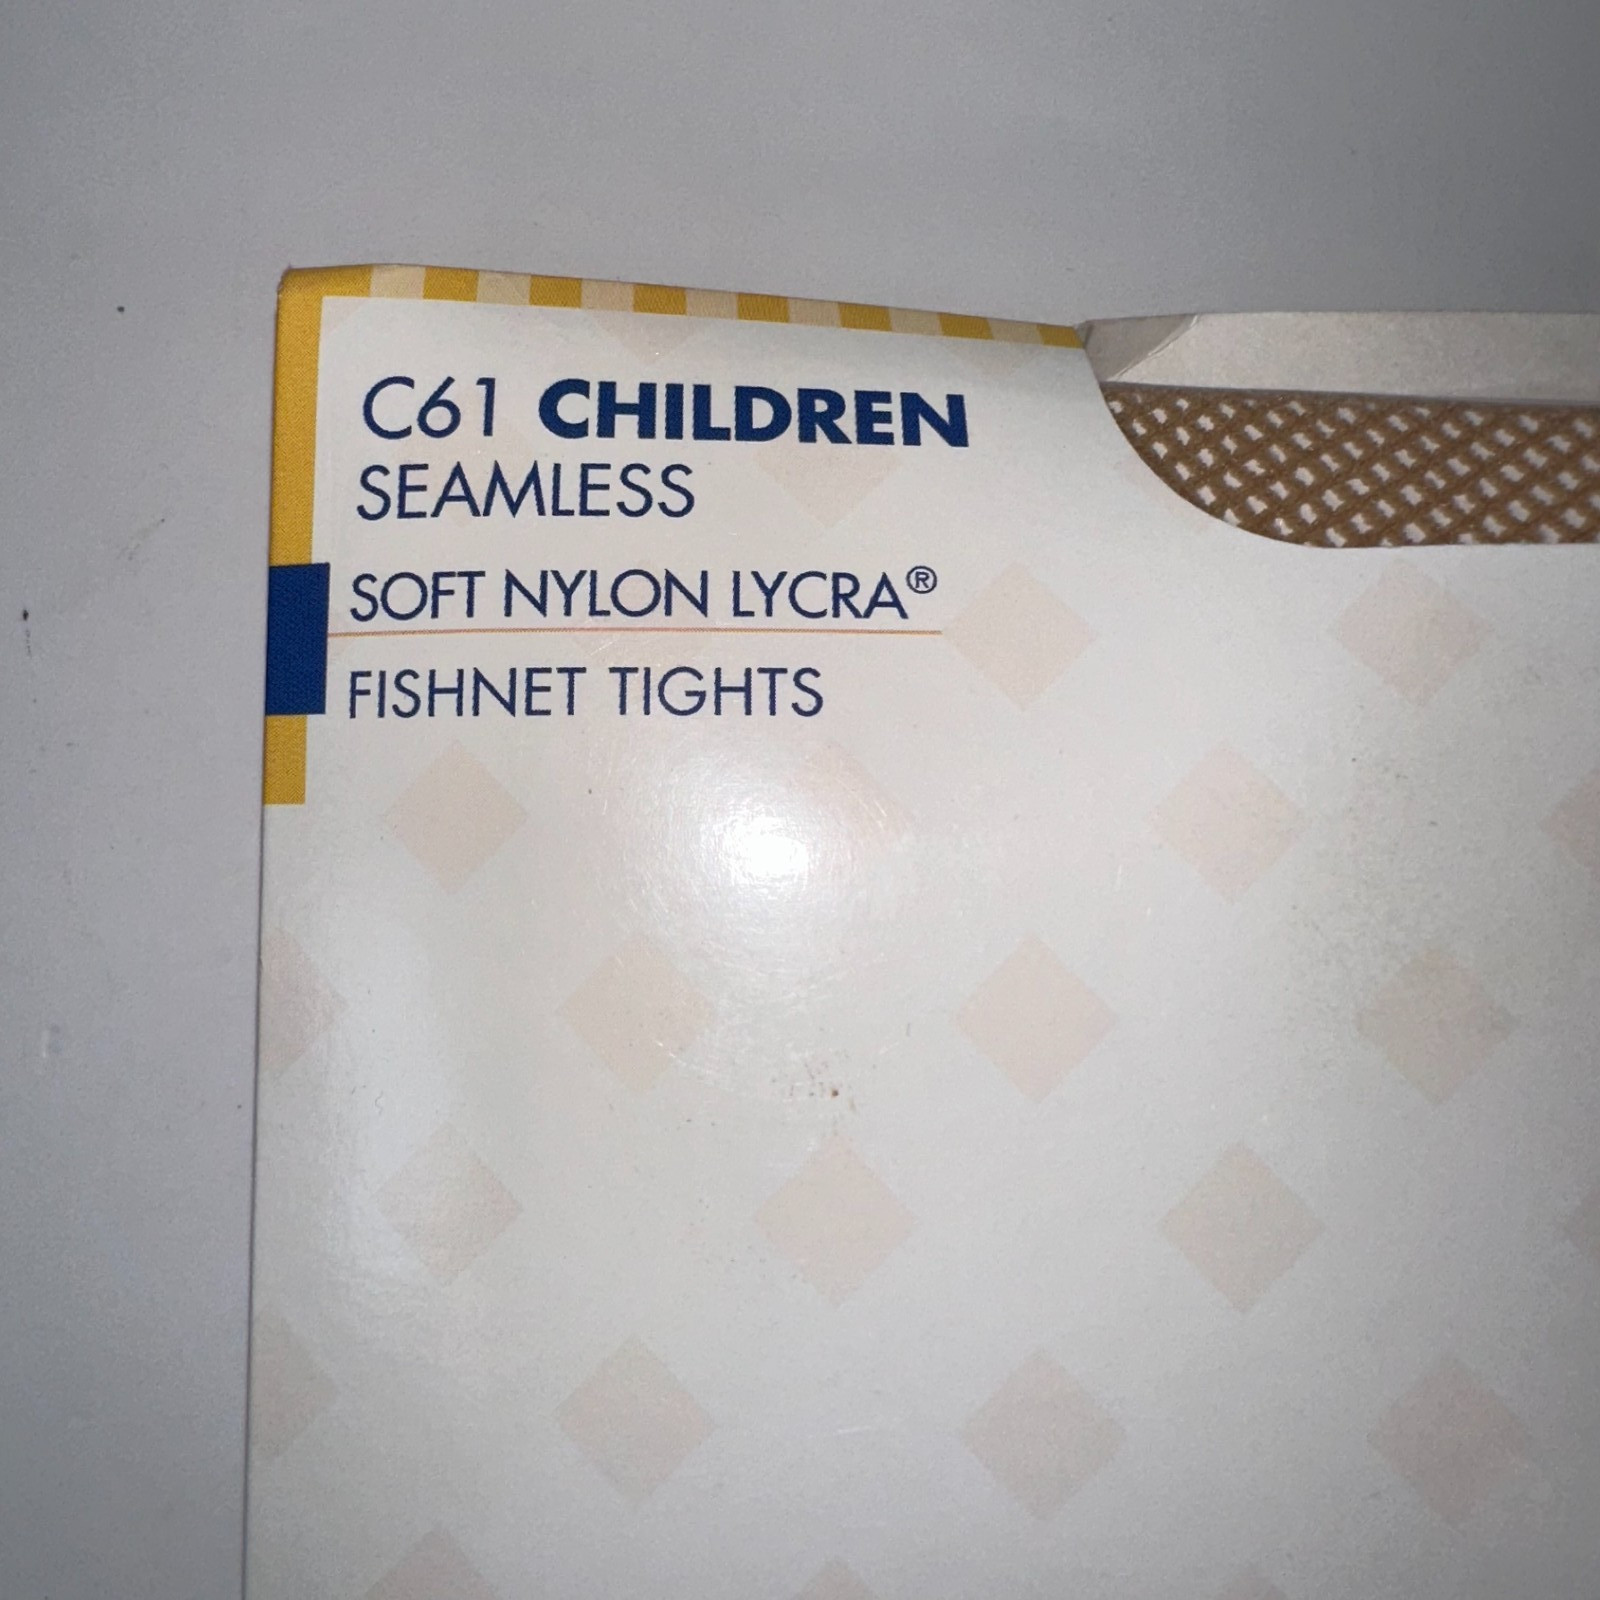 C61 CHILDREN
SEAMLESS
SOFT NYLON LYCRA®
FISHNET TIGHTS